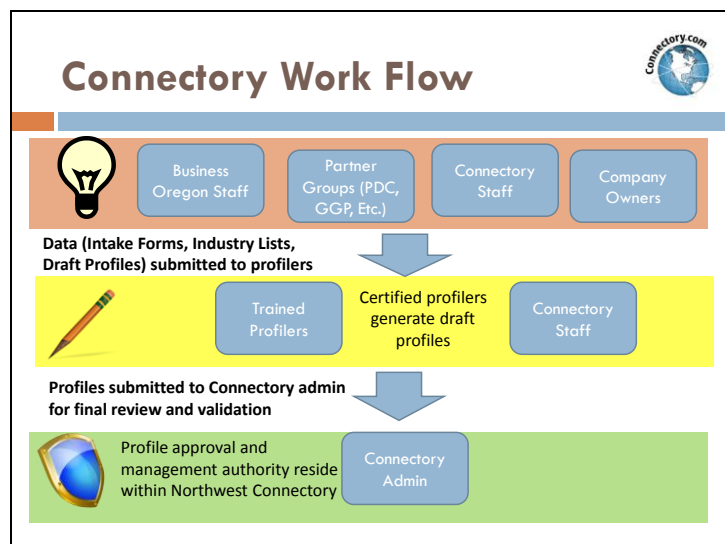 Connectory Work Flow
Connectory.com
Business
Oregon Staff
Partner
Groups (PDC,
GGP, Etc.)
Connectory
Staff
Company
Owners
Data (Intake Forms, Industry Lists,
Draft Profiles) submitted to profilers
Trained
Profilers
Certified profilers
generate draft
profiles
Connectory
Staff
Profiles submitted to Connectory admin
for final review and validation
Profile approval and
management authority reside
within Northwest Connectory
Connectory
Admin